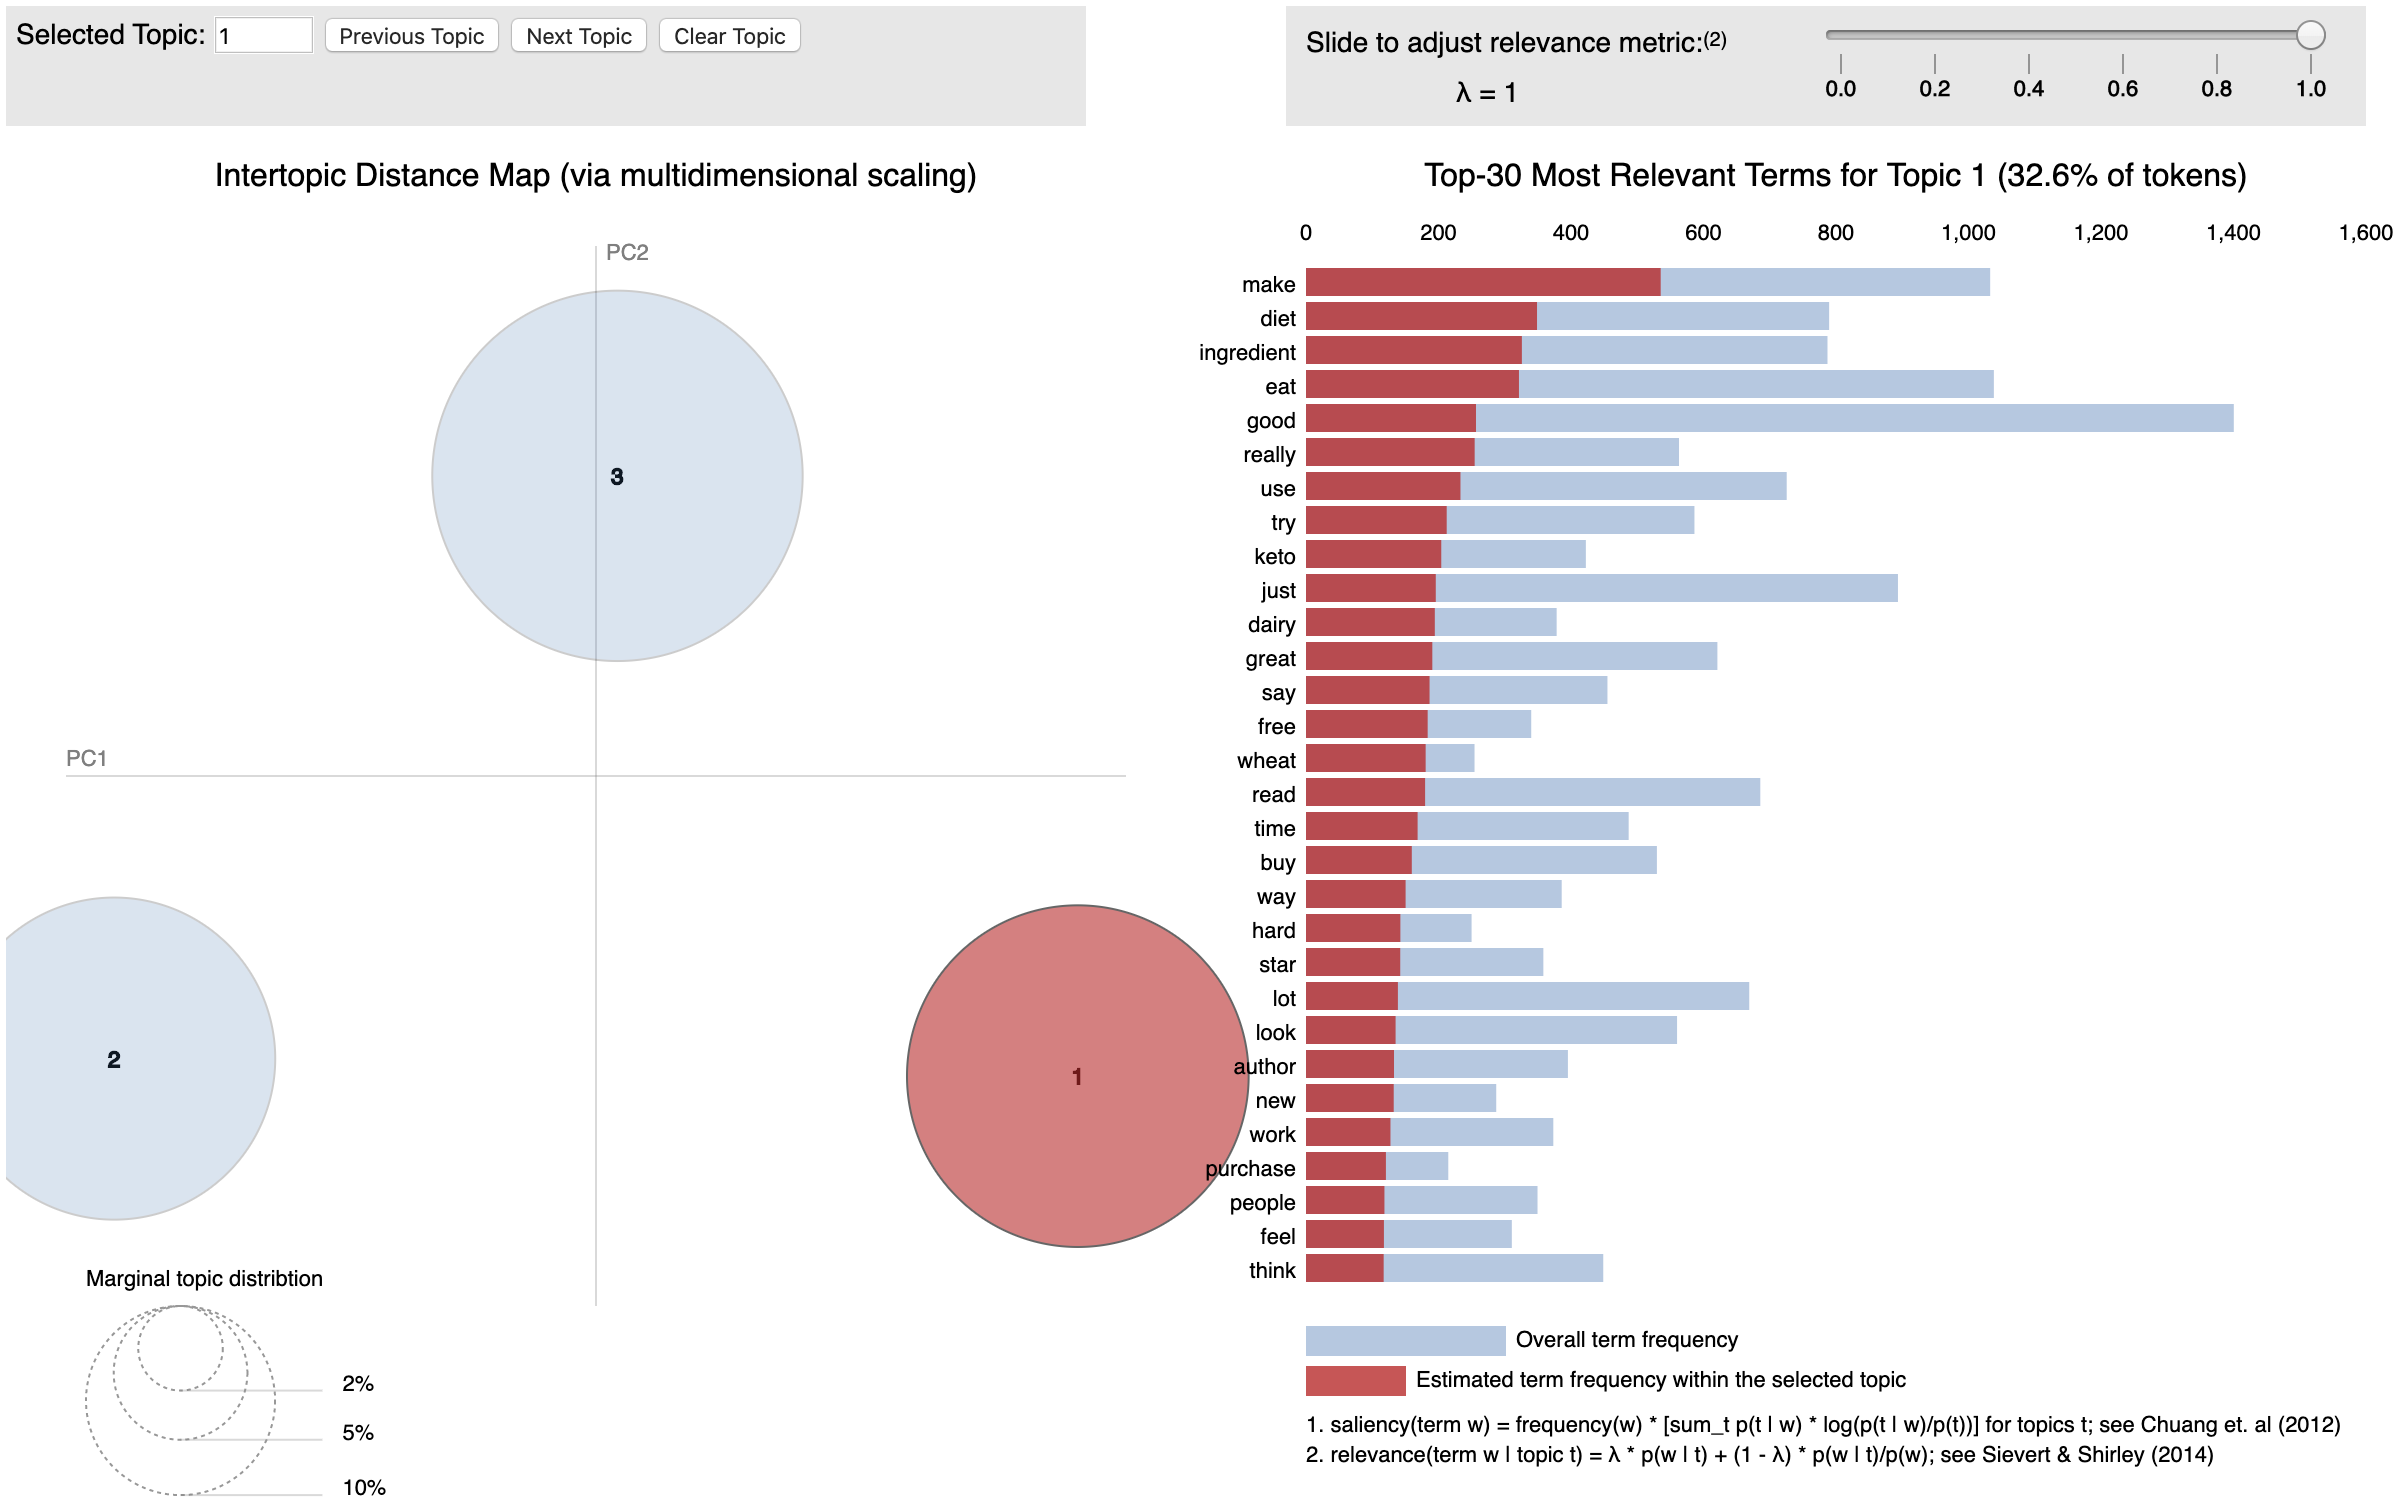 Selected Topic: 1 Previous Topic Next Topic Clear Topic
Slide to adjust relevance metric:(2)
λ = 1
0.0 0.2 0.4 0.6 0.8 1.0
Intertopic Distance Map (via multidimensional scaling)
PC2
3
PC1
2
1
Marginal topic distribtion
2%
5%
10%
Top-30 Most Relevant Terms for Topic 1 (32.6% of tokens)
0 200 400 600 800 1,000 1,200 1,400 1,600
make
diet
ingredient
eat
good
really
use
try
keto
just
dairy
great
say
free
wheat
read
time
buy
way
hard
star
lot
look
author
new
work
purchase
people
feel
think
Overall term frequency
Estimated term frequency within the selected topic
1. saliency(term w) = frequency(w) * [sum_t p(t | w) * log(p(t | w)/p(t))] for topics t; see Chuang et. al (2012)
2. relevance(term w | topic t) = λ * p(w | t) + (1 - λ) * p(w | t)/p(w); see Sievert & Shirley (2014)